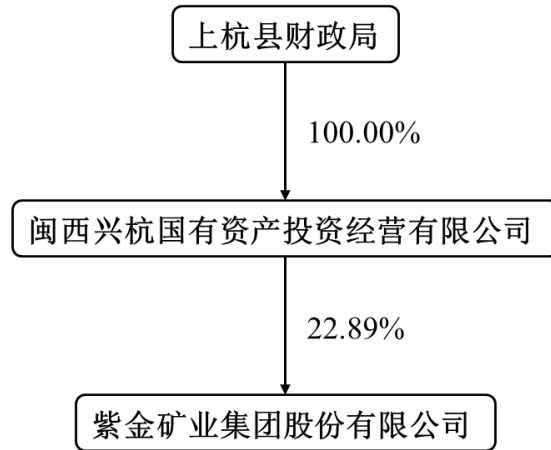 上杭县财政局
100.00%
闽西兴杭国有资产投资经营有限公司
22.89%
紫金矿业集团股份有限公司